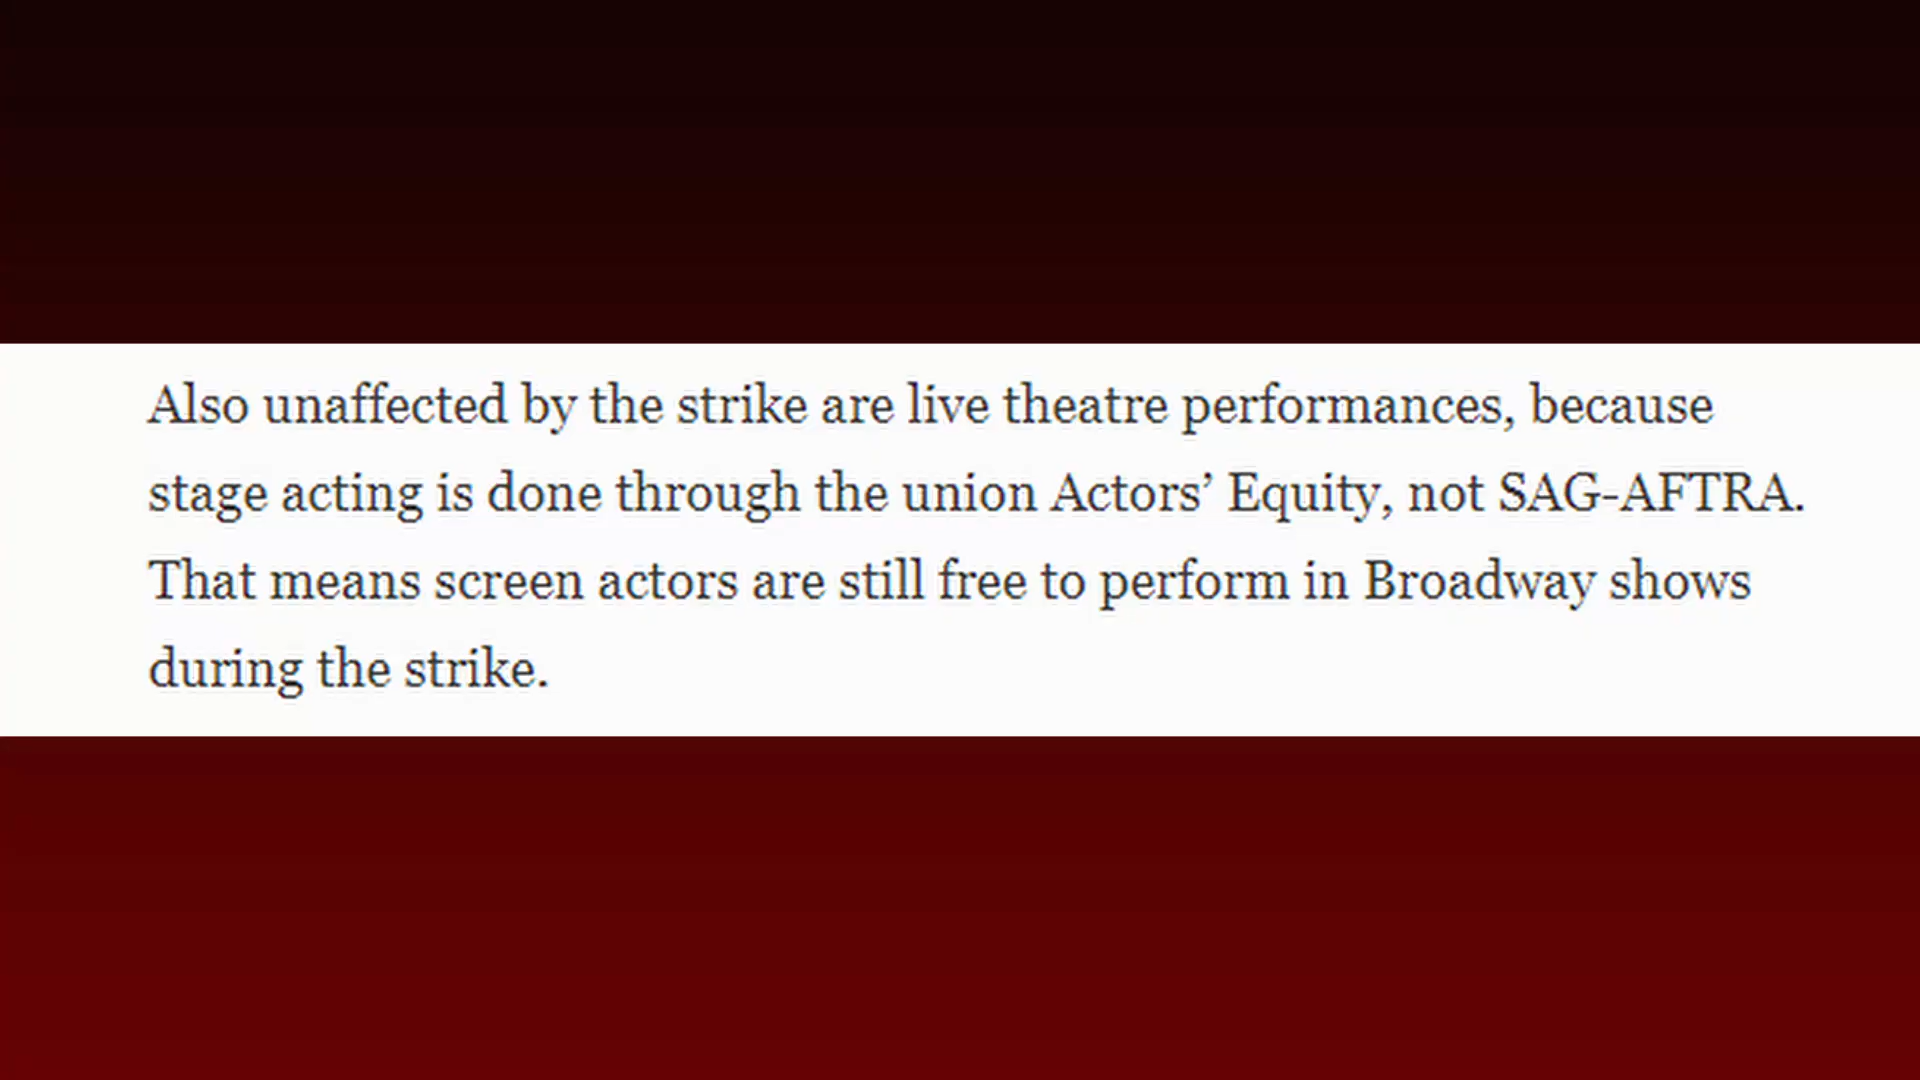 Also unaffected by the strike are live theatre performances, because
stage acting is done through the union Actors’ Equity, not SAG-AFTRA.
That means screen actors are still free to perform in Broadway shows
during the strike.